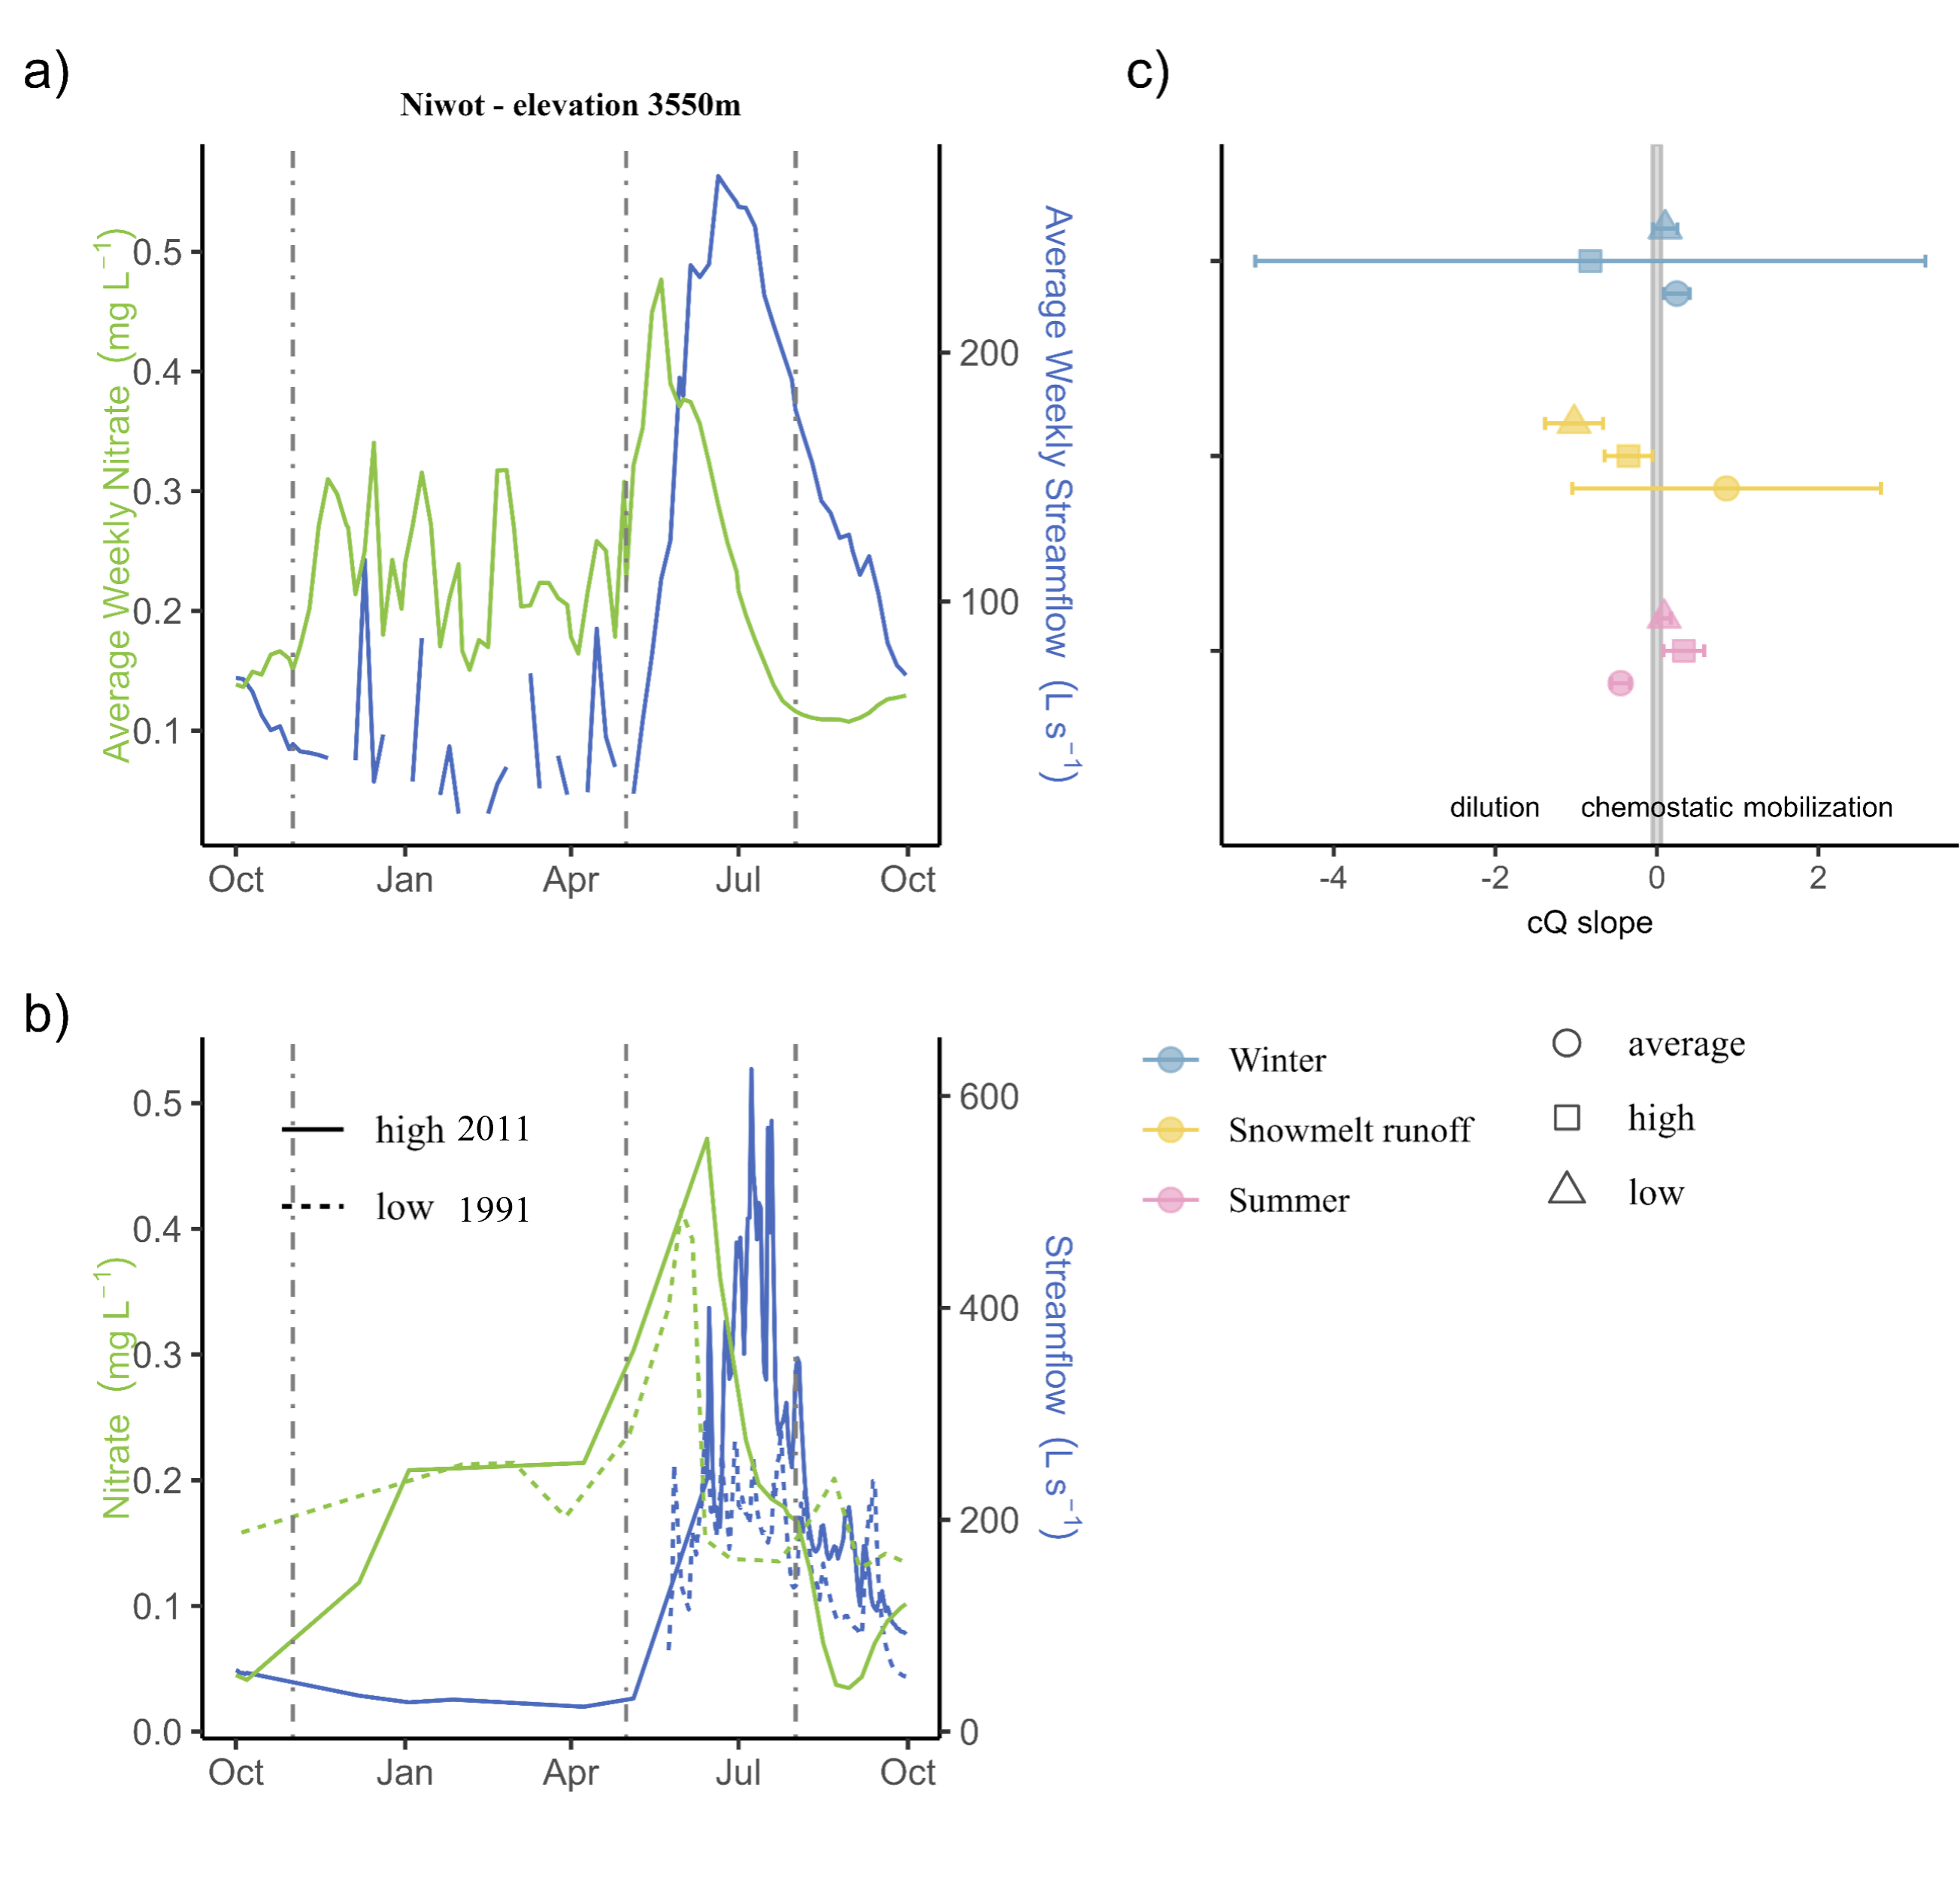 a)
Niwot - elevation 3550m
Average Weekly Nitrate (mg L⁻¹)
0.5
0.4
0.3
0.2
0.1
200
100
Average Weekly Streamflow (L s⁻¹)
Oct Jan Apr Jul Oct
c)
dilution chemostatic mobilization
-4 -2 0 2
cQ slope
b)
Nitrate (mg L⁻¹)
0.5
0.4
0.3
0.2
0.1
0.0
high 2011
low 1991
600
400
200
0
Streamflow (L s⁻¹)
Oct Jan Apr Jul Oct
Winter
Snowmelt runoff
Summer
average
high
low